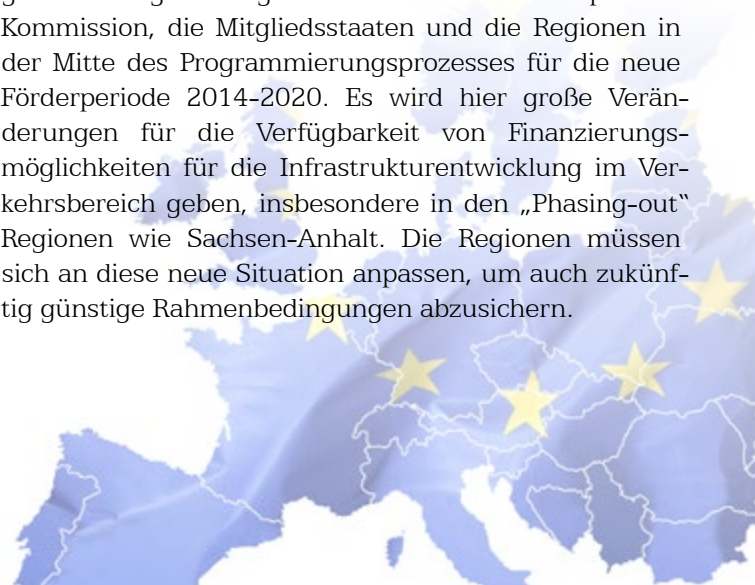 Kommission, die Mitgliedsstaaten und die Regionen in
der Mitte des Programmierungsprozesses für die neue
Förderperiode 2014-2020. Es wird hier große Verän-
derungen für die Verfügbarkeit von Finanzierungs-
möglichkeiten für die Infrastrukturentwicklung im Ver-
kehrsbereich geben, insbesondere in den „Phasing-out“
Regionen wie Sachsen-Anhalt. Die Regionen müssen
sich an diese neue Situation anpassen, um auch zukünf-
tig günstige Rahmenbedingungen abzusichern.